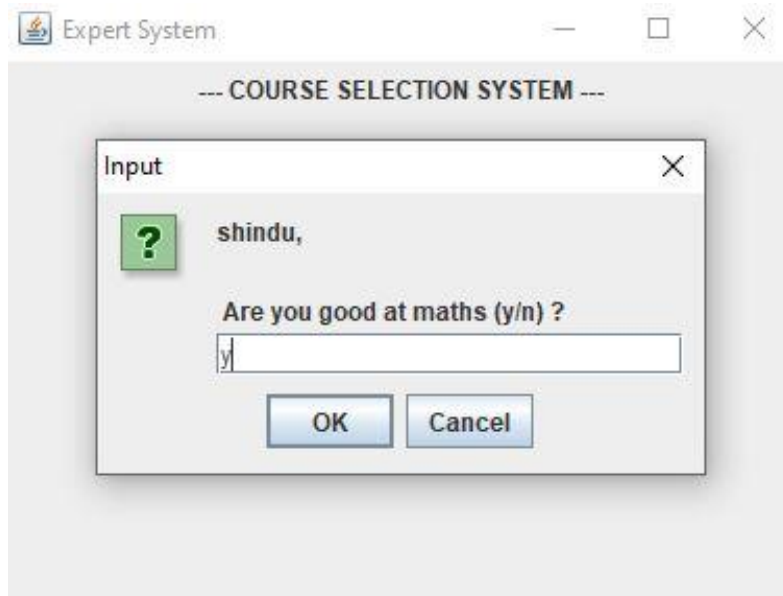 Expert System
--- COURSE SELECTION SYSTEM ---
Input
?
shindu,
Are you good at maths (y/n) ?
y
OK Cancel